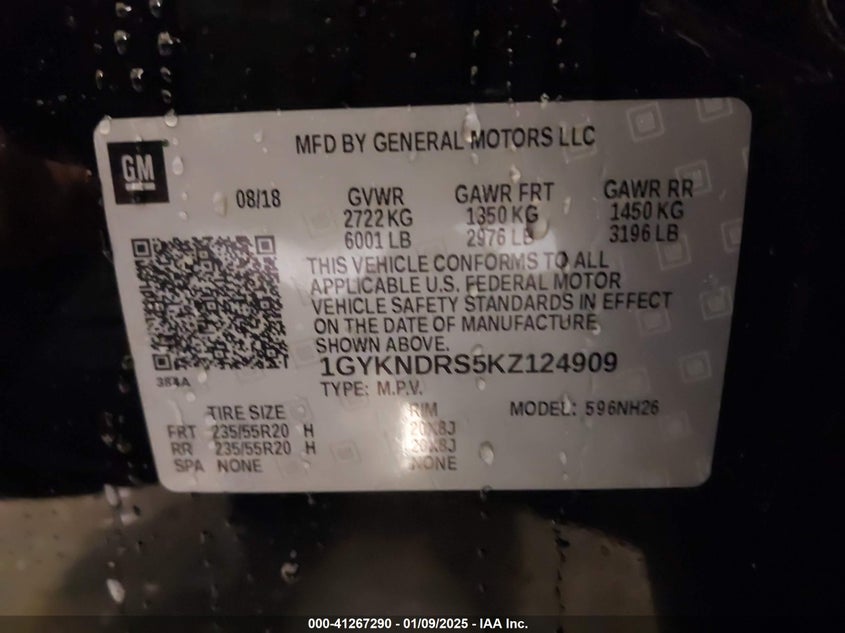 MFD BY GENERAL MOTORS LLC
GM
08/18 GVWR GAWR FRT GAWR RR
2722 KG 1350 KG 1450 KG
6001 LB 2976 LB 3196 LB
THIS VEHICLE CONFORMS TO ALL
APPLICABLE U.S. FEDERAL MOTOR
VEHICLE SAFETY STANDARDS IN EFFECT
ON THE DATE OF MANUFACTURE
SHOWN ABOVE.
384A
1GYKNDRS5KZ124909
TYPE: M.P.V.
MODEL: 596NH26
TIRE SIZE RIM
FRT 235/55R20 H 20X8J
RR 235/55R20 H 20X8J
SPA NONE NONE
000-41267290 - 01/09/2025 - IAA Inc.